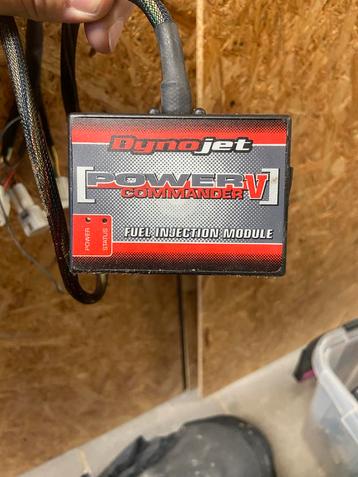 Dynojet
[POWER V]
COMMANDER
POWER
STATUS
FUEL INJECTION MODULE